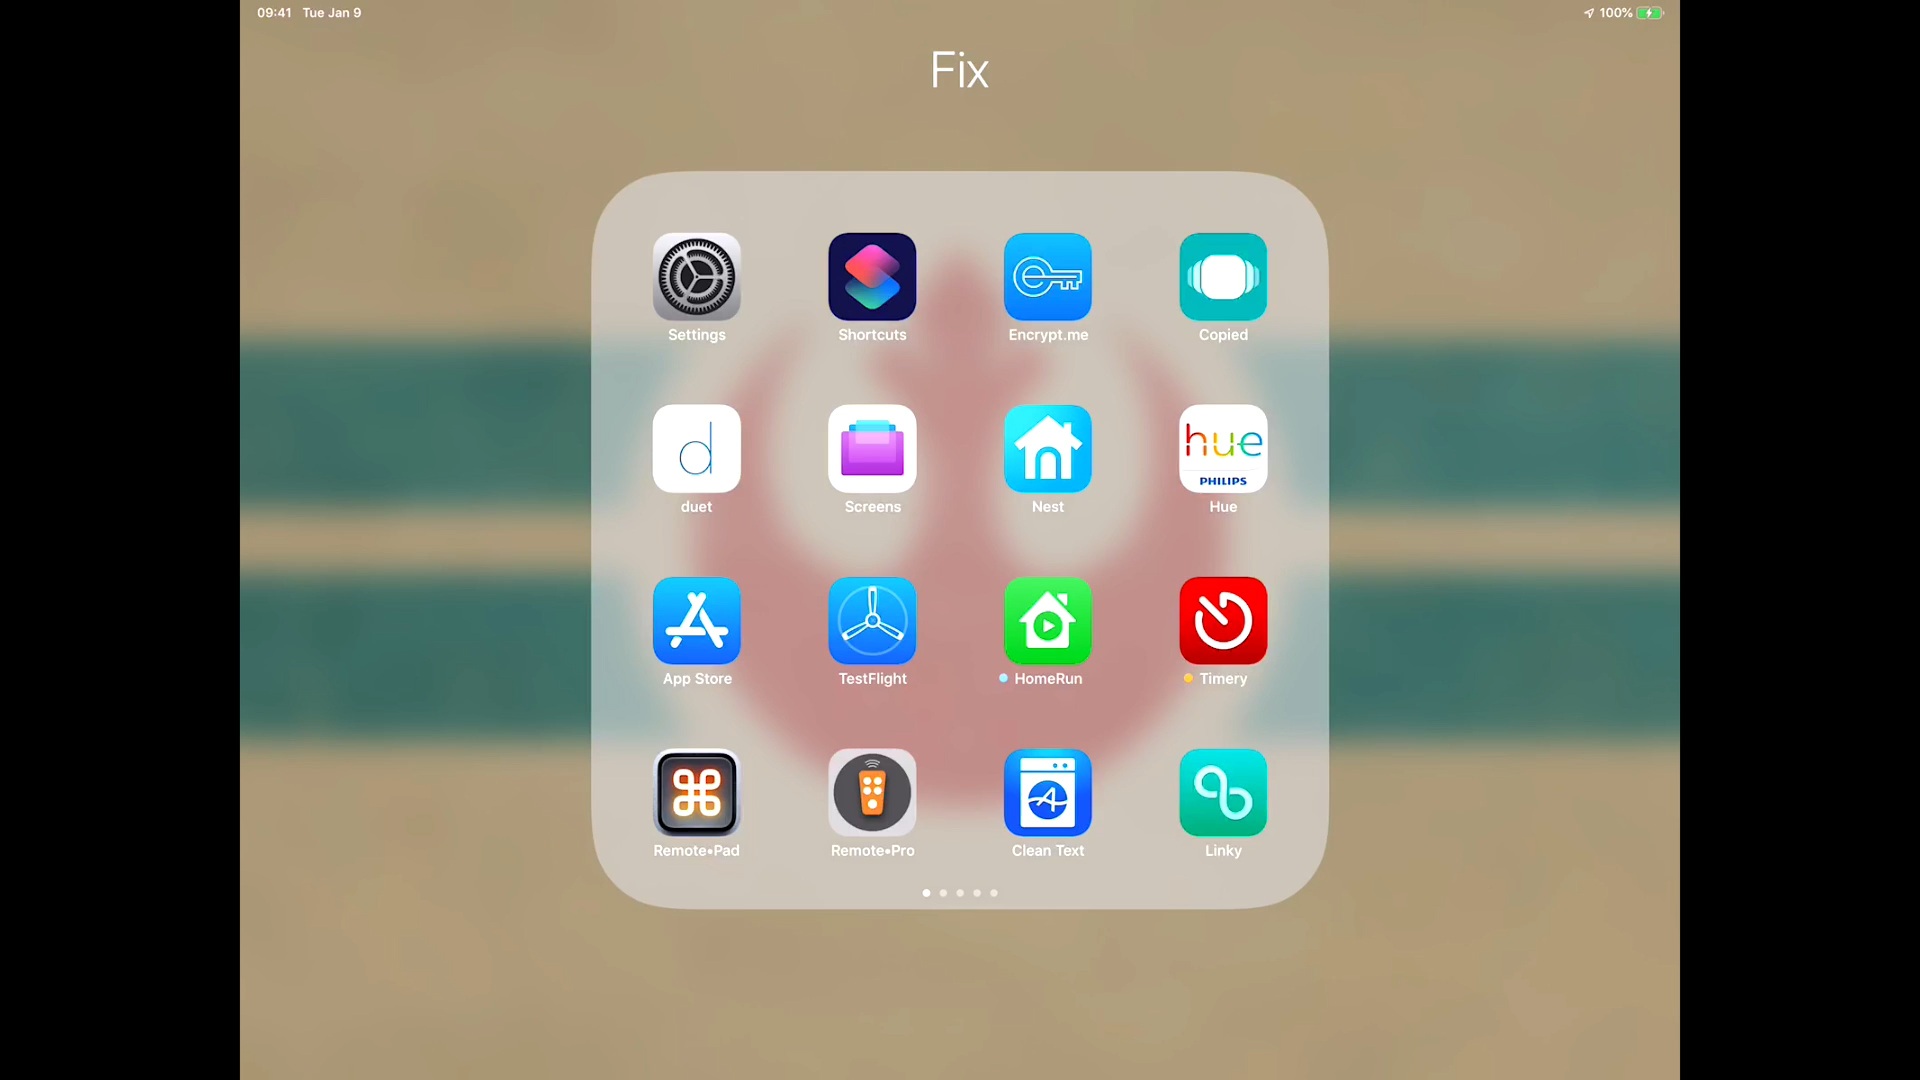 09:41 Tue Jan 9
100%
Fix
Settings
Shortcuts
Encrypt.me
Copied
d
duet
Screens
Nest
hue
PHILIPS
Hue
App Store
TestFlight
HomeRun
Timery
Remote•Pad
Remote•Pro
Clean Text
Linky